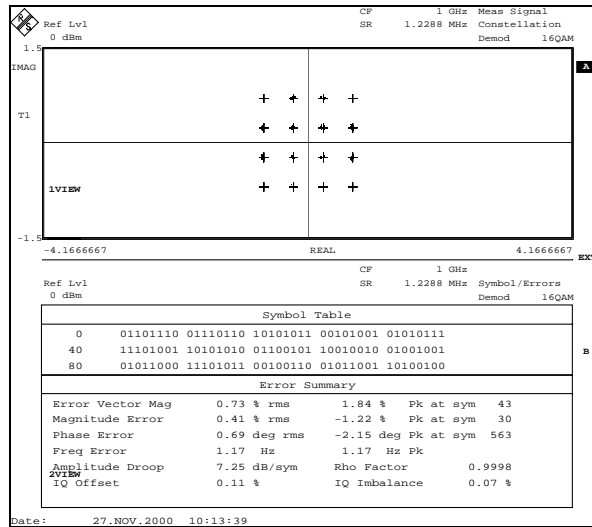 R S
CF 1 GHz Meas Signal
Ref Lvl SR 1.2288 MHz Constellation
0 dBm Demod 16QAM
1.5
IMAG A
T1
1VIEW
-1.5
-4.1666667 REAL 4.1666667
EXT
CF 1 GHz
Ref Lvl SR 1.2288 MHz Symbol/Errors
0 dBm Demod 16QAM
Symbol Table
0 01101110 01110110 10101011 00101001 01010111
40 11101001 10101010 01100101 10010010 01001001
80 01011000 11101011 00100110 01011001 10100100
B
Error Summary
Error Vector Mag 0.73 % rms 1.84 % Pk at sym 43
Magnitude Error 0.41 % rms -1.22 % Pk at sym 30
Phase Error 0.69 deg rms -2.15 deg Pk at sym 563
Freq Error 1.17 Hz 1.17 Hz Pk
Amplitude Droop 7.25 dB/sym Rho Factor 0.9998
2VIEW
IQ Offset 0.11 % IQ Imbalance 0.07 %
Date: 27.NOV.2000 10:13:39